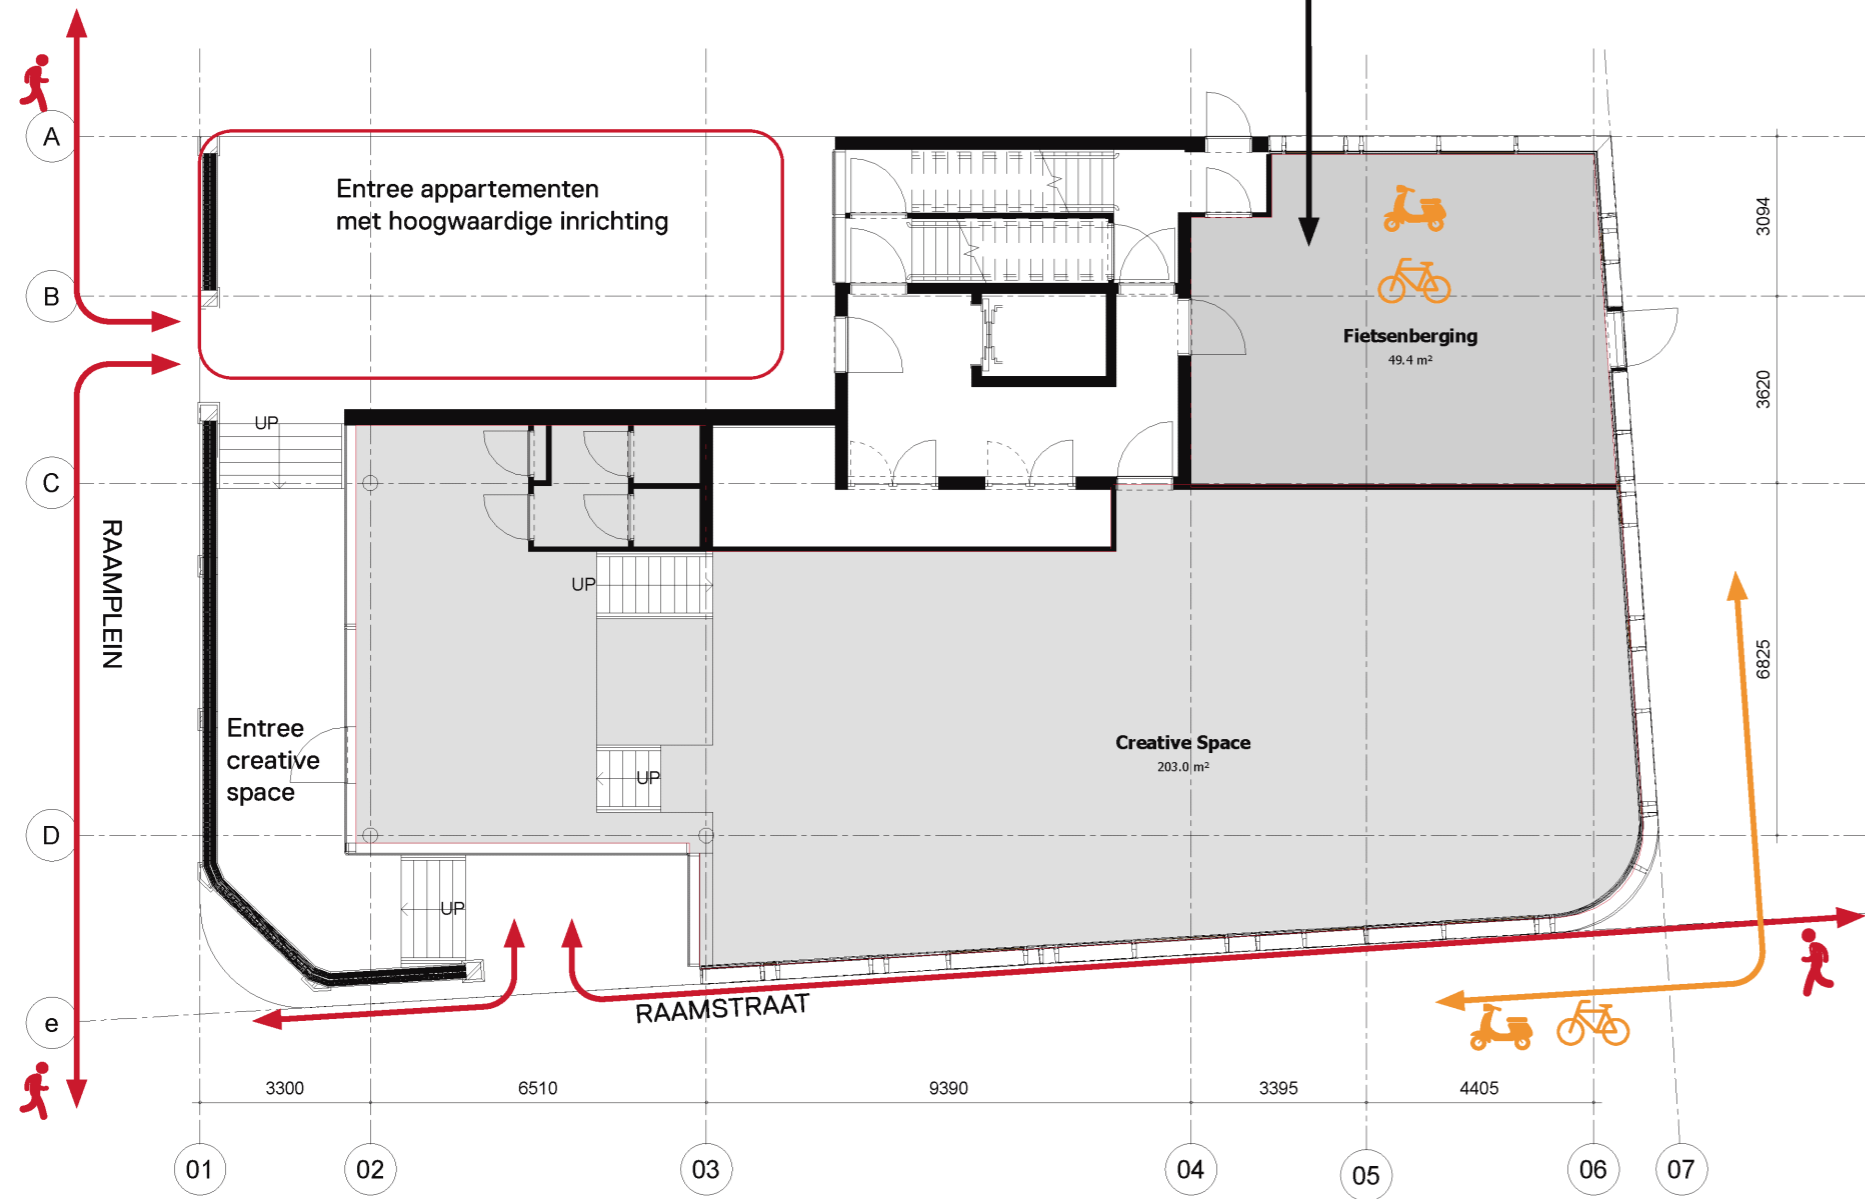 A
Entree appartementen
met hoogwaardige inrichting
3094
B
Fietsenberging
49.4 m²
3620
UP
C
RAAMPLEIN
UP
6825
Entree
creative
space
Creative Space
203.0 m²
UP
D
UP
RAAMSTRAAT
e
3300
6510
9390
3395
4405
01
02
03
04
05
06
07